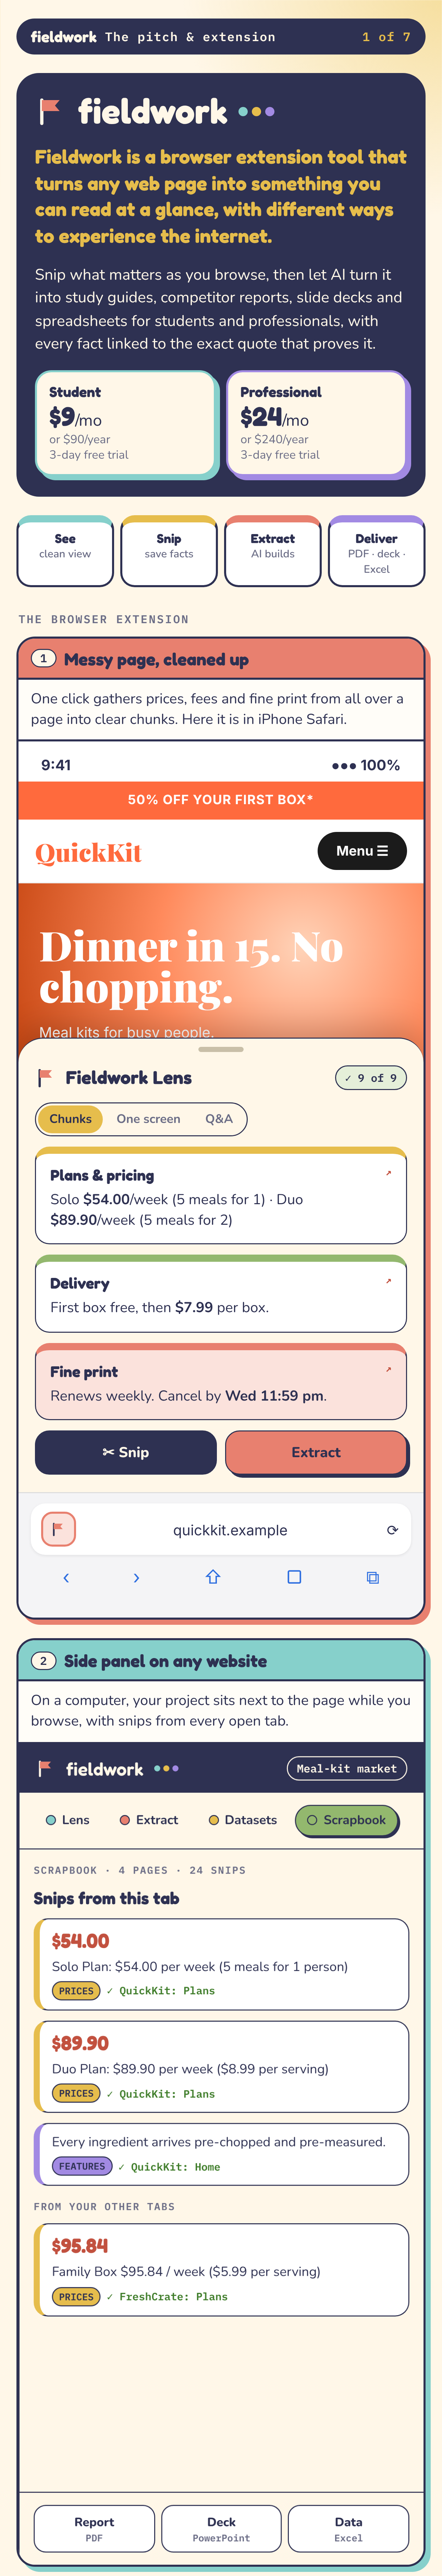 fieldwork The pitch & extension 1 of 7
fieldwork
Fieldwork is a browser extension tool that
turns any web page into something you
can read at a glance, with different ways
to experience the internet.
Snip what matters as you browse, then let AI turn it
into study guides, competitor reports, slide decks and
spreadsheets for students and professionals, with
every fact linked to the exact quote that proves it.
Student
$9/mo
or $90/year
3-day free trial
Professional
$24/mo
or $240/year
3-day free trial
See
clean view
Snip
save facts
Extract
AI builds
Deliver
PDF · deck ·
Excel
THE BROWSER EXTENSION
1 Messy page, cleaned up
One click gathers prices, fees and fine print from all over a
page into clear chunks. Here it is in iPhone Safari.
9:41 ●●● 100%
50% OFF YOUR FIRST BOX*
QuickKit Menu ☰
Dinner in 15. No
chopping.
Meal kits for busy people.
Fieldwork Lens ✓ 9 of 9
Chunks One screen Q&A
Plans & pricing ↗
Solo $54.00/week (5 meals for 1) · Duo
$89.90/week (5 meals for 2)
Delivery ↗
First box free, then $7.99 per box.
Fine print ↗
Renews weekly. Cancel by Wed 11:59 pm.
✂ Snip Extract
quickkit.example ⟳
2 Side panel on any website
On a computer, your project sits next to the page while you
browse, with snips from every open tab.
fieldwork Meal-kit market
Lens Extract Datasets Scrapbook
SCRAPBOOK · 4 PAGES · 24 SNIPS
Snips from this tab
$54.00
Solo Plan: $54.00 per week (5 meals for 1 person)
PRICES ✓ QuickKit: Plans
$89.90
Duo Plan: $89.90 per week ($8.99 per serving)
PRICES ✓ QuickKit: Plans
Every ingredient arrives pre-chopped and pre-measured.
FEATURES ✓ QuickKit: Home
FROM YOUR OTHER TABS
$95.84
Family Box $95.84 / week ($5.99 per serving)
PRICES ✓ FreshCrate: Plans
Report
PDF
Deck
PowerPoint
Data
Excel